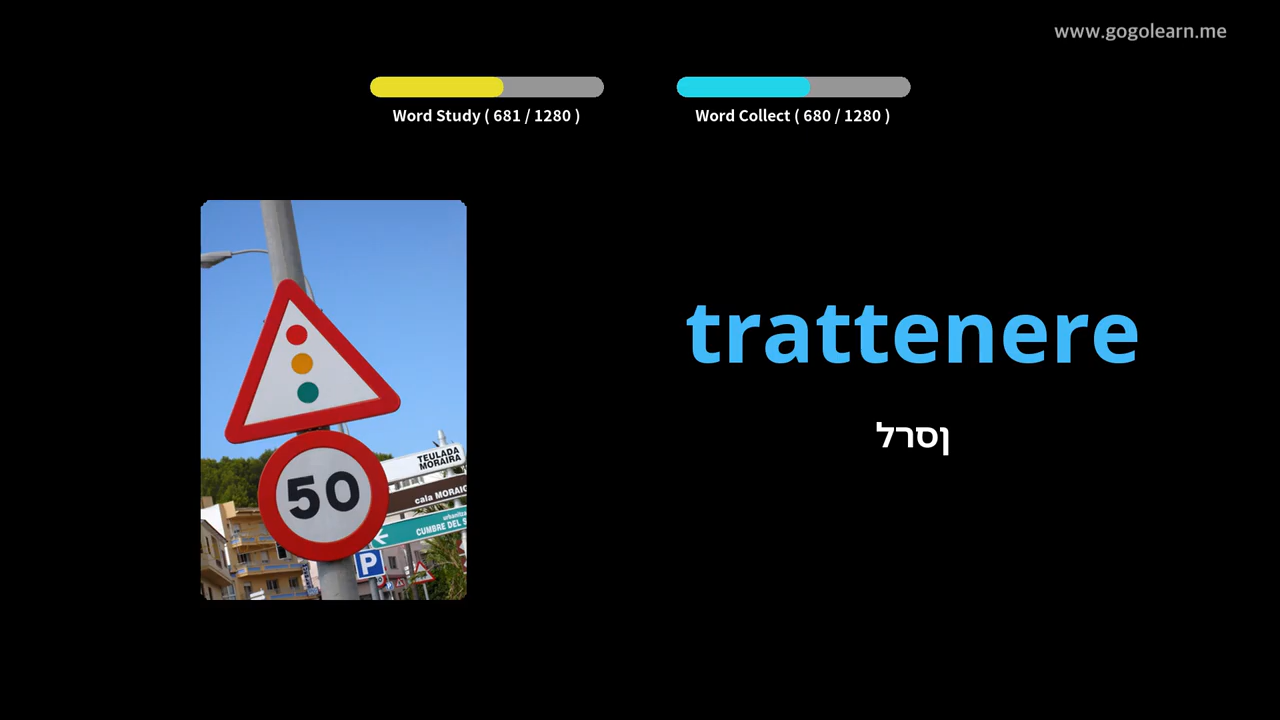 www.gogolearn.me
Word Study ( 681 / 1280 )
Word Collect ( 680 / 1280 )
trattenere
ןסרל
TEULADA
MORAIRA
cala MORAIG
urbanitza
CUMBRE DEL S
50
P